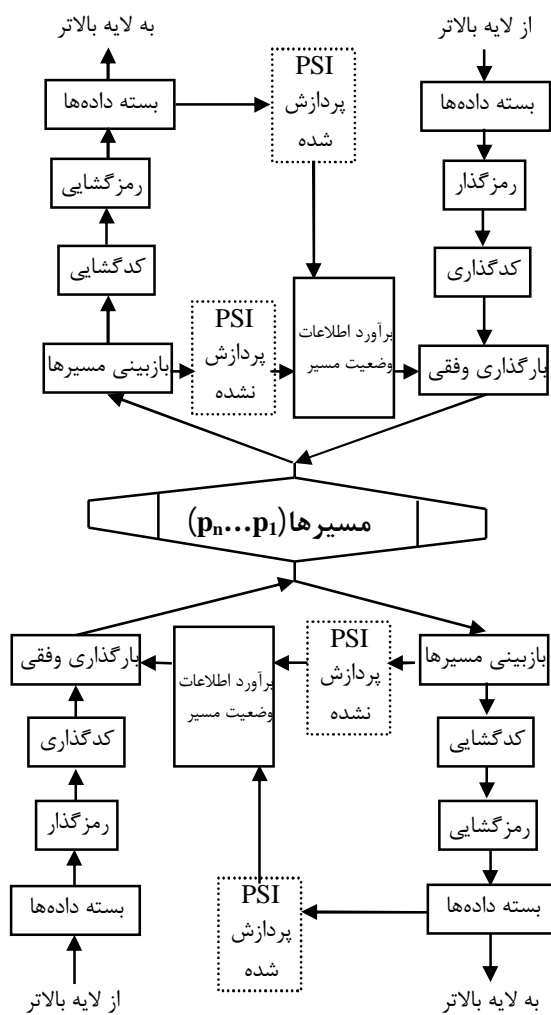 از لایه بالاتر
به لایه بالاتر
بسته داده‌ها
PSI
پردازش
شده
بسته داده‌ها
رمزگذار
رمزگشایی
کدگذاری
کدگشایی
بارگذاری وفقی
برآورد اطلاعات
وضعیت مسیر
PSI
پردازش
نشده
بازبینی مسیرها
مسیرها(p1...pn)
بازبینی مسیرها
PSI
پردازش
نشده
برآورد اطلاعات
وضعیت مسیر
بارگذاری وفقی
کدگشایی
کدگذاری
رمزگشایی
رمزگذار
بسته داده‌ها
PSI
پردازش
شده
بسته داده‌ها
به لایه بالاتر
از لایه بالاتر